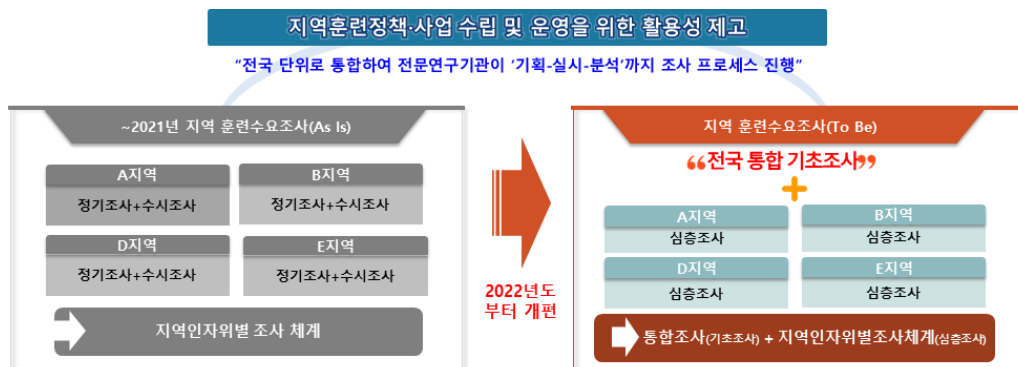 지역훈련정책·사업 수립 및 운영을 위한 활용성 제고
“전국 단위로 통합하여 전문연구기관이 ‘기획-실시-분석’까지 조사 프로세스 진행”
~2021년 지역 훈련수요조사(As Is)
A지역
정기조사+수시조사
B지역
정기조사+수시조사
D지역
정기조사+수시조사
E지역
정기조사+수시조사
지역인자위별 조사 체계
2022년도
부터 개편
지역 훈련수요조사(To Be)
“전국 통합 기초조사”
+
A지역
심층조사
B지역
심층조사
D지역
심층조사
E지역
심층조사
통합조사(기초조사) + 지역인자위별조사체계(심층조사)